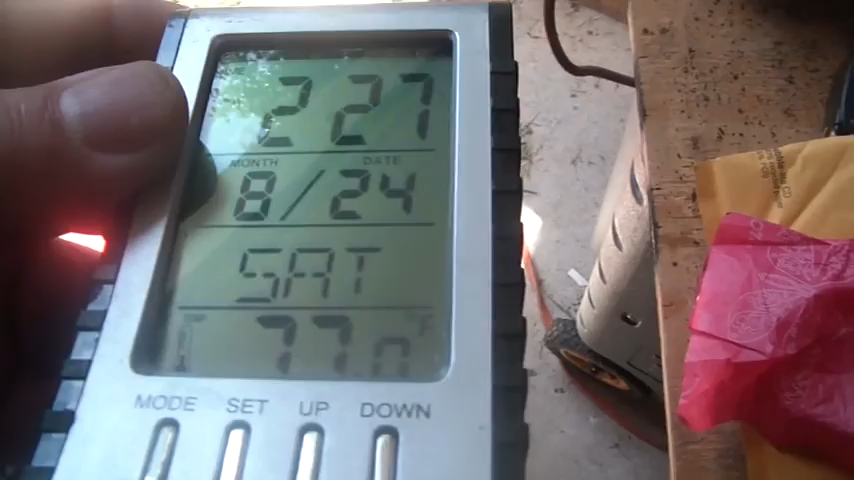 2 27
MONTH DATE
8/24
SAT
77.0 °F
MODE SET UP DOWN